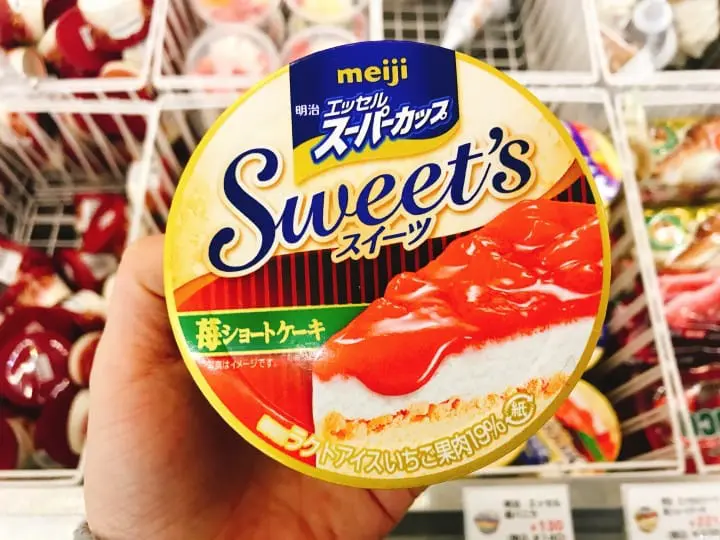 meiji
明治 エッセル
スーパーカップ
Sweet's
スイーツ
苺ショートケーキ
写真はイメージです。
ラクトアイス いちご果肉19%
紙